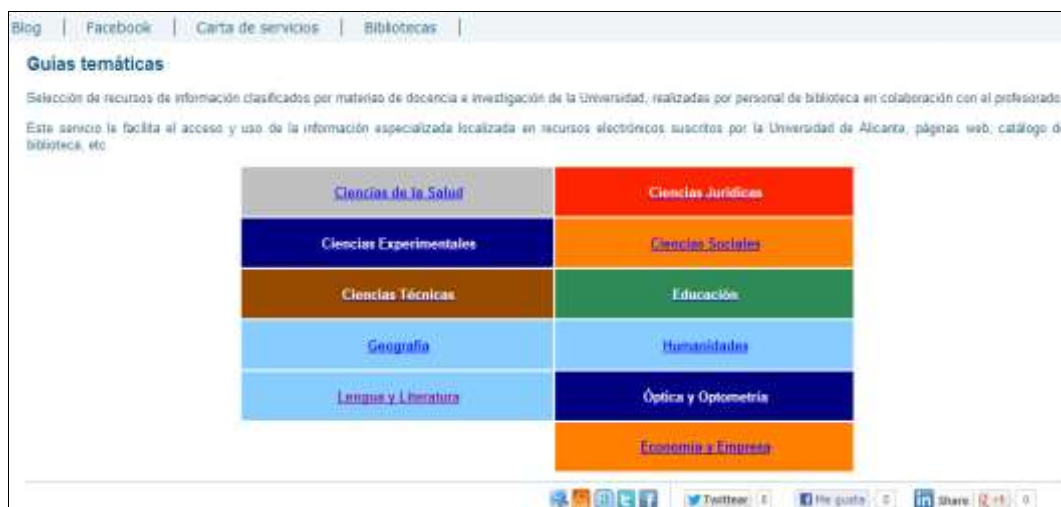 Blog | Facebook | Carta de servicios | Bibliotecas |
Guías temáticas
Selección de recursos de información clasificados por materias de docencia e investigación de la Universidad, realizadas por personal de biblioteca en colaboración con el profesorado
Este servicio le facilita el acceso y uso de la información especializada localizada en recursos electrónicos suscritos por la Universidad de Alicante, páginas web, catálogo de
biblioteca, etc
Ciencias de la Salud
Ciencias Jurídicas
Ciencias Experimentales
Ciencias Sociales
Ciencias Técnicas
Educación
Geografía
Humanidades
Lengua y Literatura
Óptica y Optometría
Economía y Empresa
Twittear 0 Me gusta 0 Share +1 0